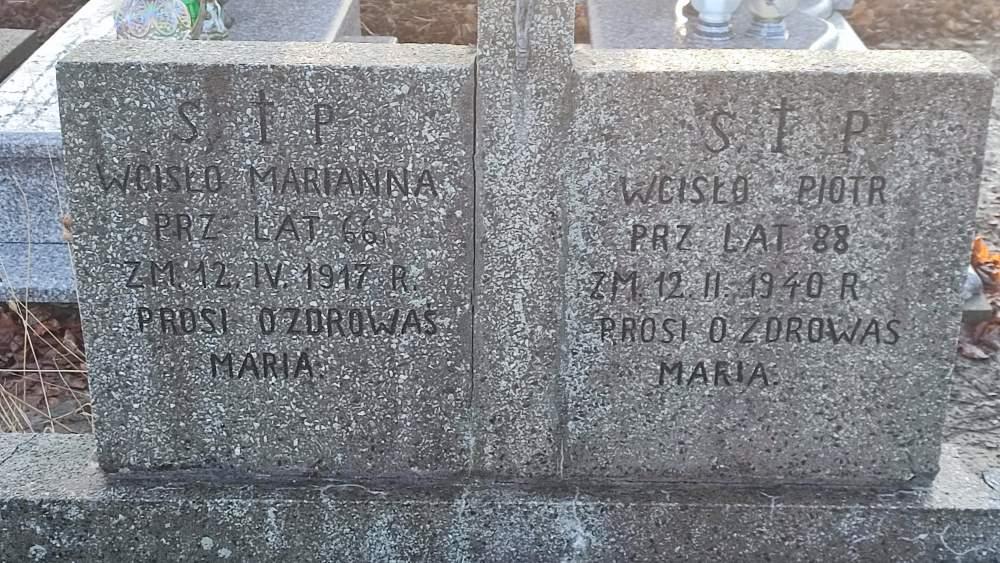 S † P
WCISŁO MARIANNA
PRZ LAT 66.
ZM. 12. IV. 1917 R.
PROSI O ZDROWAŚ
MARIA.
S † P
WCISŁO PIOTR
PRZ LAT 88
ZM. 12. II. 1940 R
PROSI O ZDROWAŚ
MARIA.